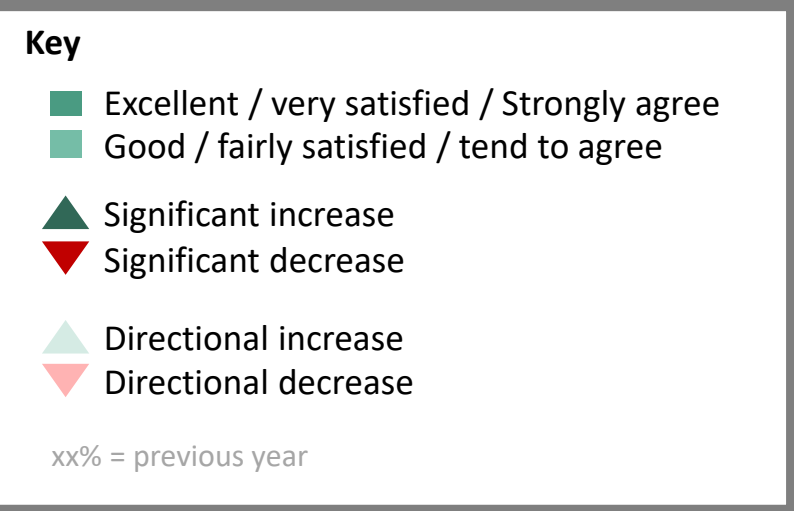 Key
Excellent / very satisfied / Strongly agree
Good / fairly satisfied / tend to agree
Significant increase
Significant decrease
Directional increase
Directional decrease
xx% = previous year